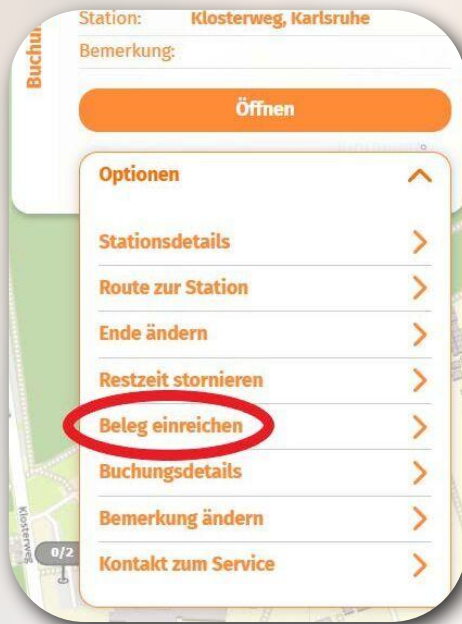 Station: Klosterweg, Karlsruhe
Bemerkung:
Öffnen
Optionen
Stationsdetails
Route zur Station
Ende ändern
Restzeit stornieren
Beleg einreichen
Buchungsdetails
Bemerkung ändern
Kontakt zum Service
Klosterweg
0/2